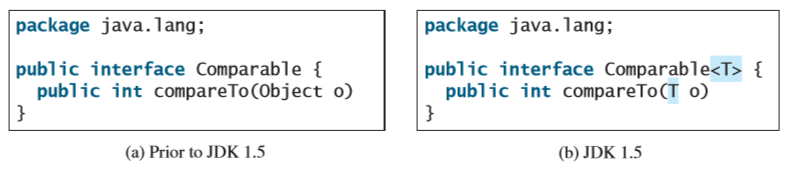 package java.lang;
public interface Comparable {
public int compareTo(Object o)
}
(a) Prior to JDK 1.5
package java.lang;
public interface Comparable<T> {
public int compareTo(T o)
}
(b) JDK 1.5